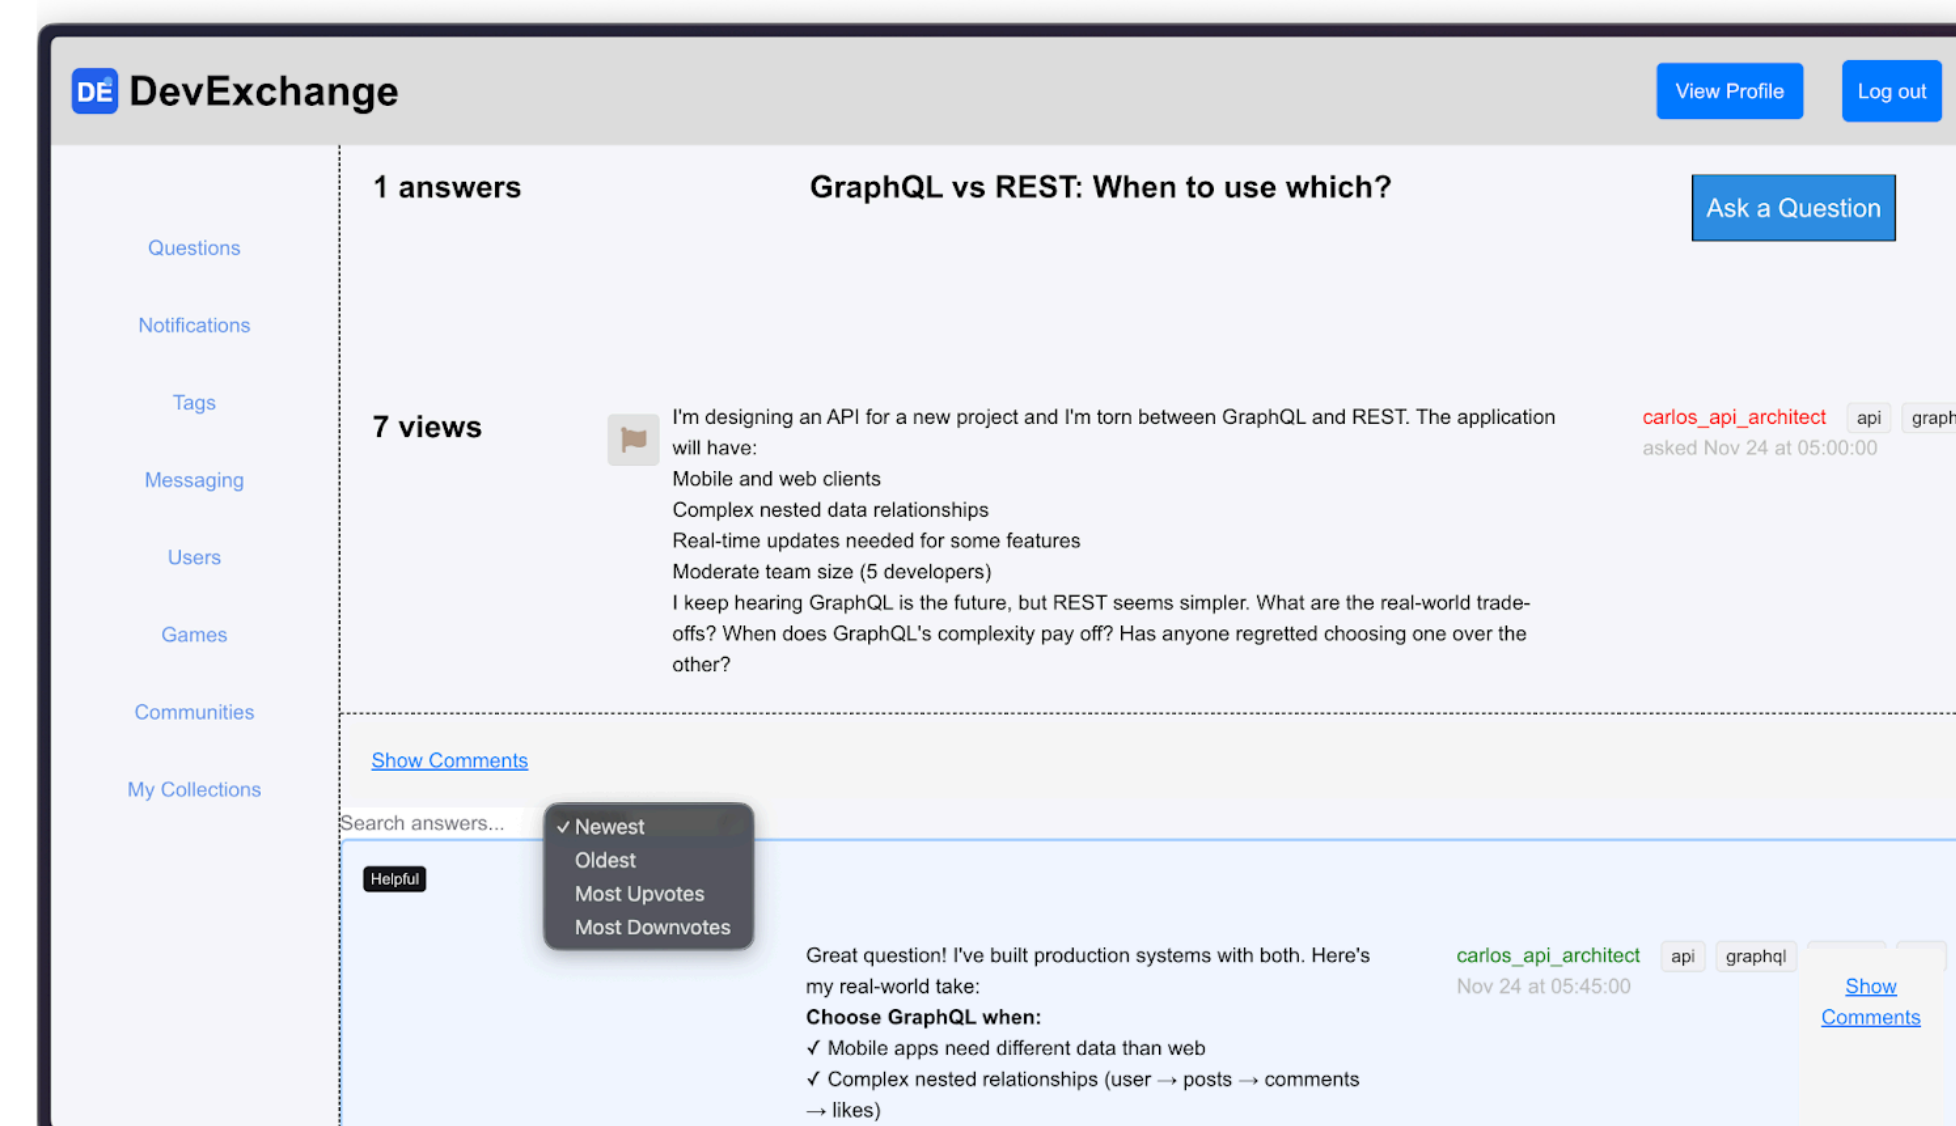 DE DevExchange
View Profile
Log out
Questions
Notifications
Tags
Messaging
Users
Games
Communities
My Collections
1 answers
GraphQL vs REST: When to use which?
Ask a Question
7 views
I'm designing an API for a new project and I'm torn between GraphQL and REST. The application
will have:
Mobile and web clients
Complex nested data relationships
Real-time updates needed for some features
Moderate team size (5 developers)
I keep hearing GraphQL is the future, but REST seems simpler. What are the real-world trade-
offs? When does GraphQL's complexity pay off? Has anyone regretted choosing one over the
other?
carlos_api_architect
api
graph
asked Nov 24 at 05:00:00
Show Comments
Search answers...
✓ Newest
Oldest
Most Upvotes
Most Downvotes
Helpful
Great question! I've built production systems with both. Here's
my real-world take:
Choose GraphQL when:
✓ Mobile apps need different data than web
✓ Complex nested relationships (user → posts → comments
→ likes)
carlos_api_architect
api
graphql
Nov 24 at 05:45:00
Show
Comments